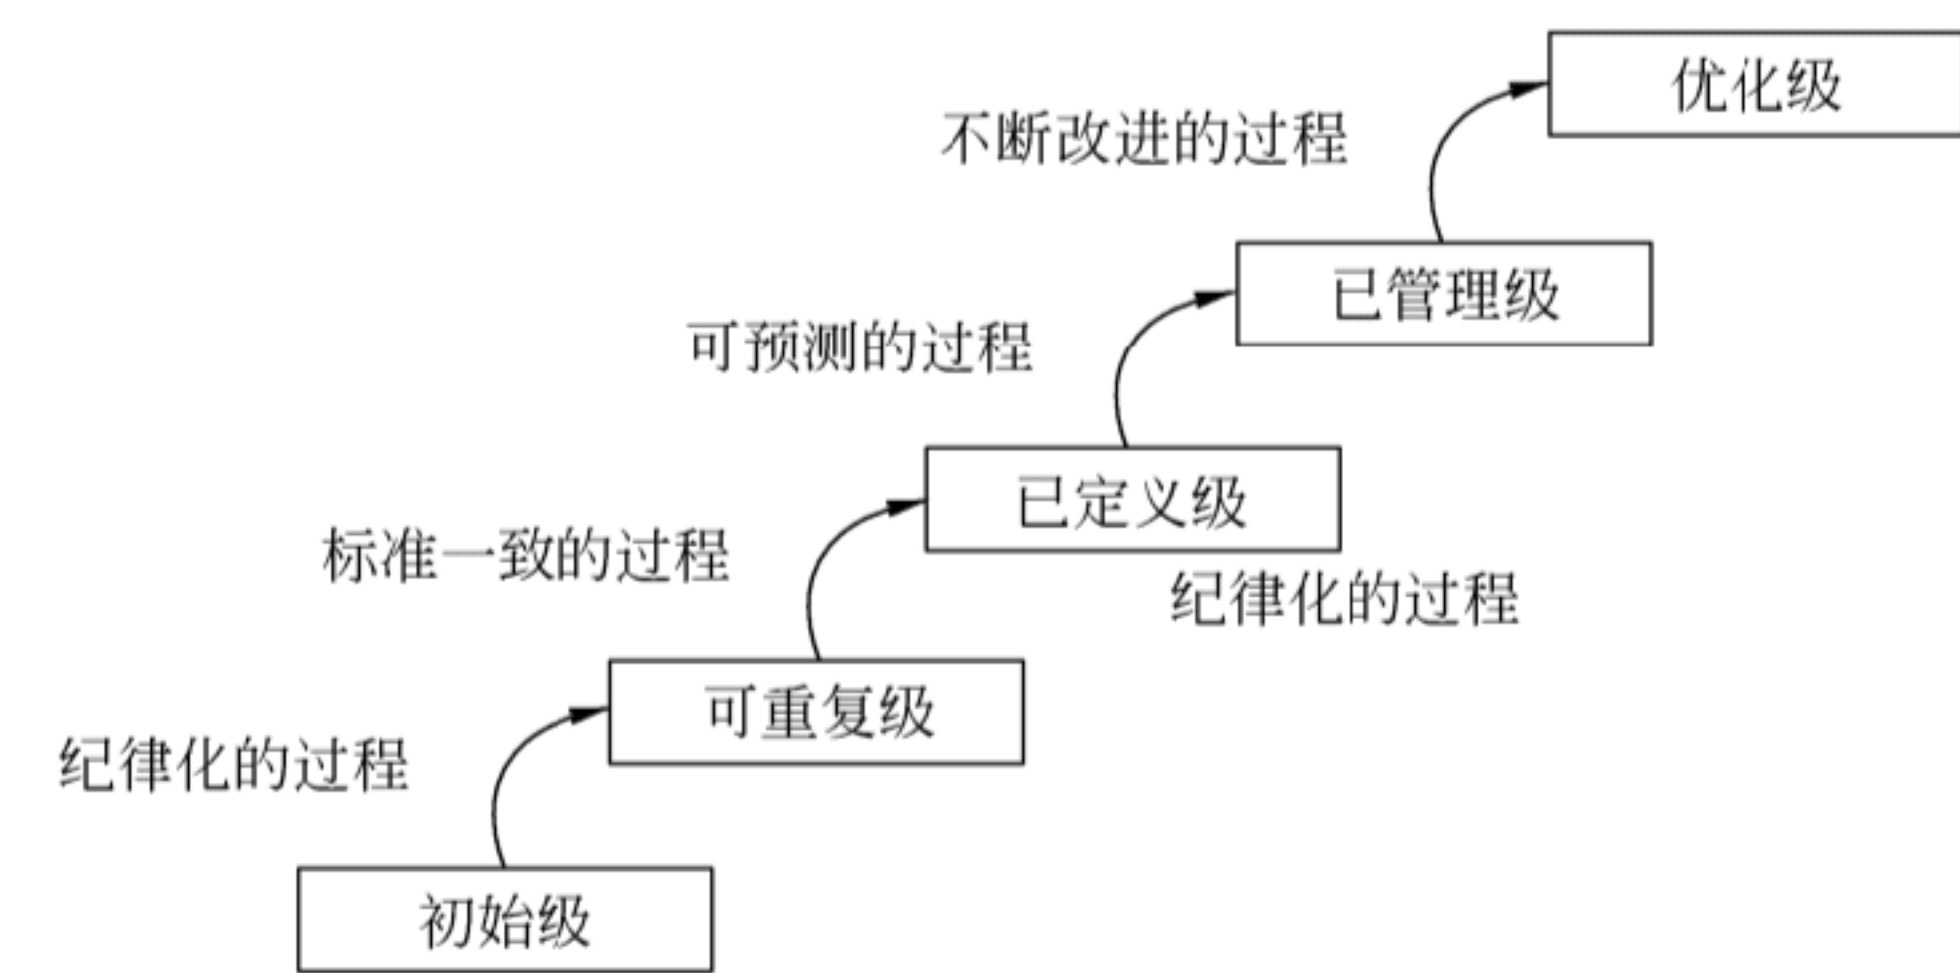 优化级
不断改进的过程
已管理级
可预测的过程
已定义级
标准一致的过程
纪律化的过程
可重复级
纪律化的过程
初始级